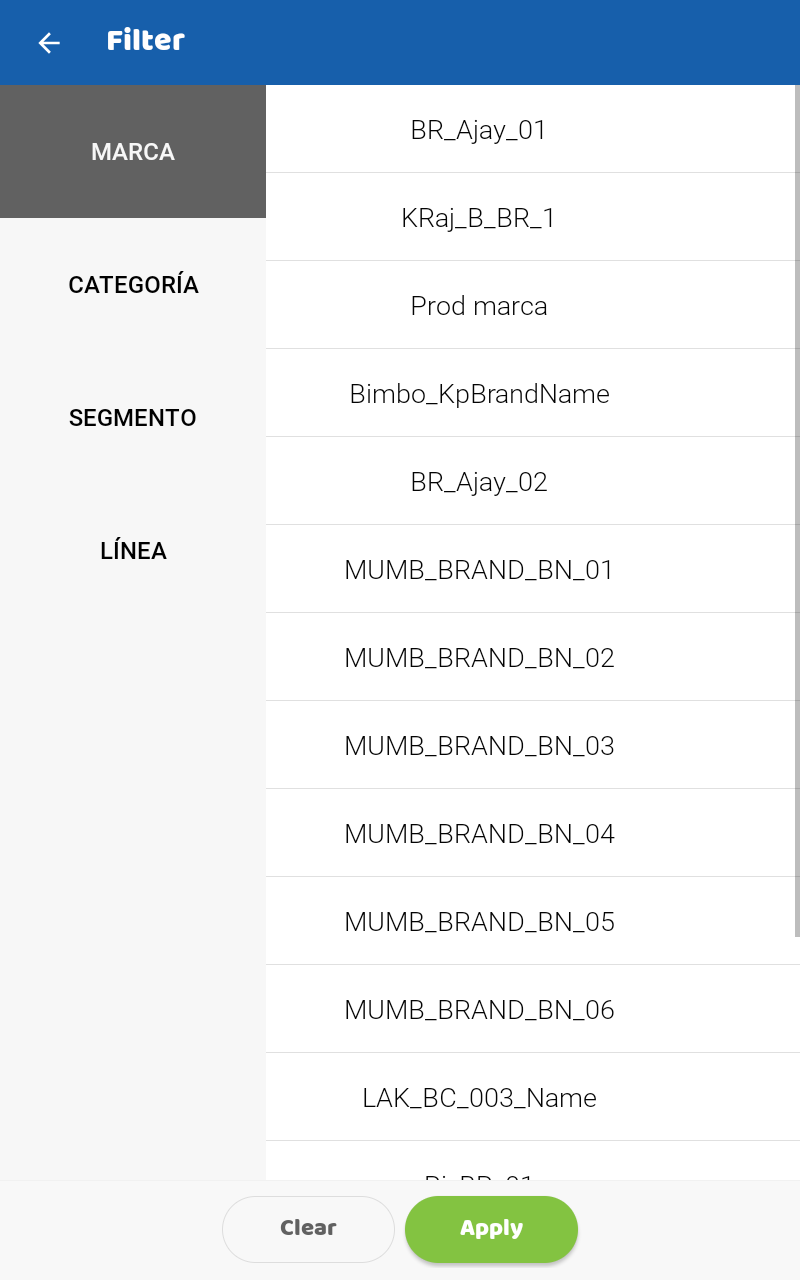 Filter
MARCA
CATEGORÍA
SEGMENTO
LÍNEA
BR_Ajay_01
KRaj_B_BR_1
Prod marca
Bimbo_KpBrandName
BR_Ajay_02
MUMB_BRAND_BN_01
MUMB_BRAND_BN_02
MUMB_BRAND_BN_03
MUMB_BRAND_BN_04
MUMB_BRAND_BN_05
MUMB_BRAND_BN_06
LAK_BC_003_Name
Clear
Apply